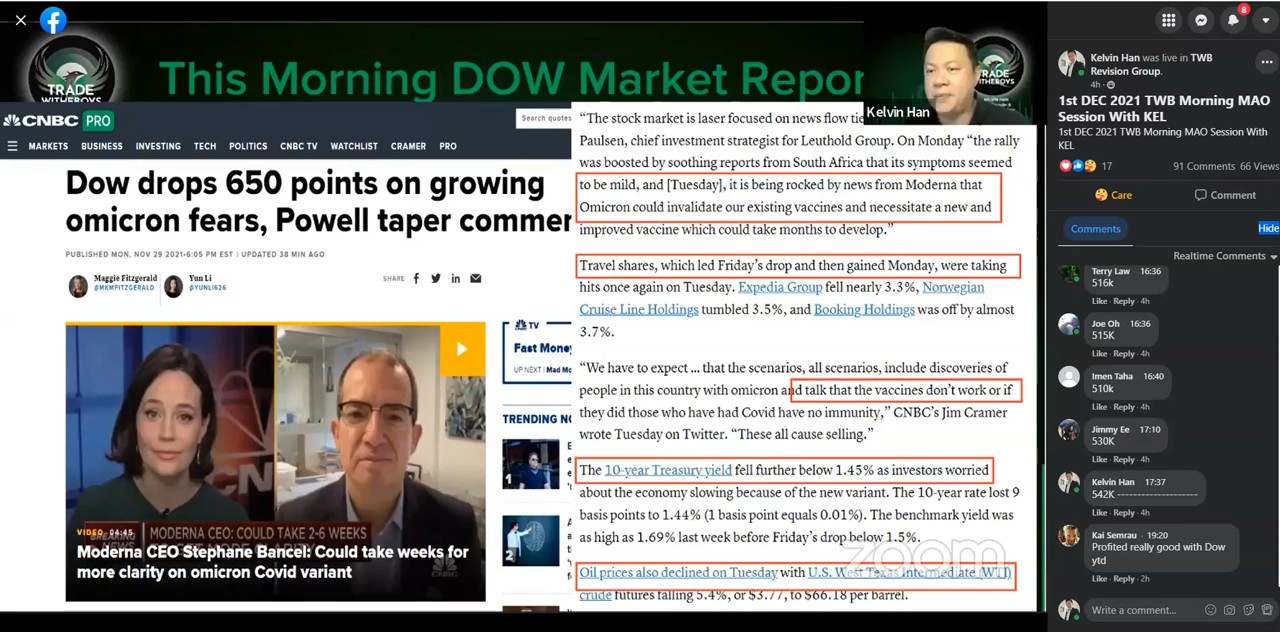 TRADE
WITHEBOYS
This Morning DOW Market Repor
TRADE
WITHEBOYS
Kelvin Han
CNBC PRO
Search quotes
MARKETS BUSINESS INVESTING TECH POLITICS CNBC TV WATCHLIST CRAMER PRO
Dow drops 650 points on growing
omicron fears, Powell taper commen
PUBLISHED MON, NOV 29 2021-6:05 PM EST | UPDATED 38 MIN AGO
Maggie Fitzgerald
@MKMFITZGERALD
Yun Li
@YUNLI626
SHARE
TV
Fast Money
UP NEXT | Mad Mo
TRENDING NO
1
2
VIDEO 04:45
MODERNA CEO: COULD TAKE 2-6 WEEKS
Moderna CEO Stephane Bancel: Could take weeks for
more clarity on omicron Covid variant
CNBC
“The stock market is laser focused on news flow tie
Paulsen, chief investment strategist for Leuthold Group. On Monday “the rally
was boosted by soothing reports from South Africa that its symptoms seemed
to be mild, and [Tuesday], it is being rocked by news from Moderna that
Omicron could invalidate our existing vaccines and necessitate a new and
improved vaccine which could take months to develop.”
Travel shares, which led Friday’s drop and then gained Monday, were taking
hits once again on Tuesday. Expedia Group fell nearly 3.3%, Norwegian
Cruise Line Holdings tumbled 3.5%, and Booking Holdings was off by almost
3.7%.
“We have to expect ... that the scenarios, all scenarios, include discoveries of
people in this country with omicron and talk that the vaccines don’t work or if
they did those who have had Covid have no immunity,” CNBC’s Jim Cramer
wrote Tuesday on Twitter. “These all cause selling.”
The 10-year Treasury yield fell further below 1.45% as investors worried
about the economy slowing because of the new variant. The 10-year rate lost 9
basis points to 1.44% (1 basis point equals 0.01%). The benchmark yield was
as high as 1.69% last week before Friday’s drop below 1.5%.
Oil prices also declined on Tuesday with U.S. West Texas Intermediate (WTI)
crude futures falling 5.4%, or $3.77, to $66.18 per barrel.
zoom
8
Kelvin Han was live in TWB
Revision Group.
4h
1st DEC 2021 TWB Morning MAO
Session With KEL
1st DEC 2021 TWB Morning MAO Session With
KEL
17 91 Comments 66 Views
Care Comment
Comments Hide
Realtime Comments
Terry Law 16:36
516k
Like · Reply · 4h
Joe Oh 16:36
515K
Like · Reply · 4h
Imen Taha 16:40
510k
Like · Reply · 4h
Jimmy Ee 17:10
530K
Like · Reply · 4h
Kelvin Han 17:37
542K --------------------
Like · Reply · 4h
Kai Semrau 19:20
Profited really good with Dow
ytd
Like · Reply · 2h
Write a comment...